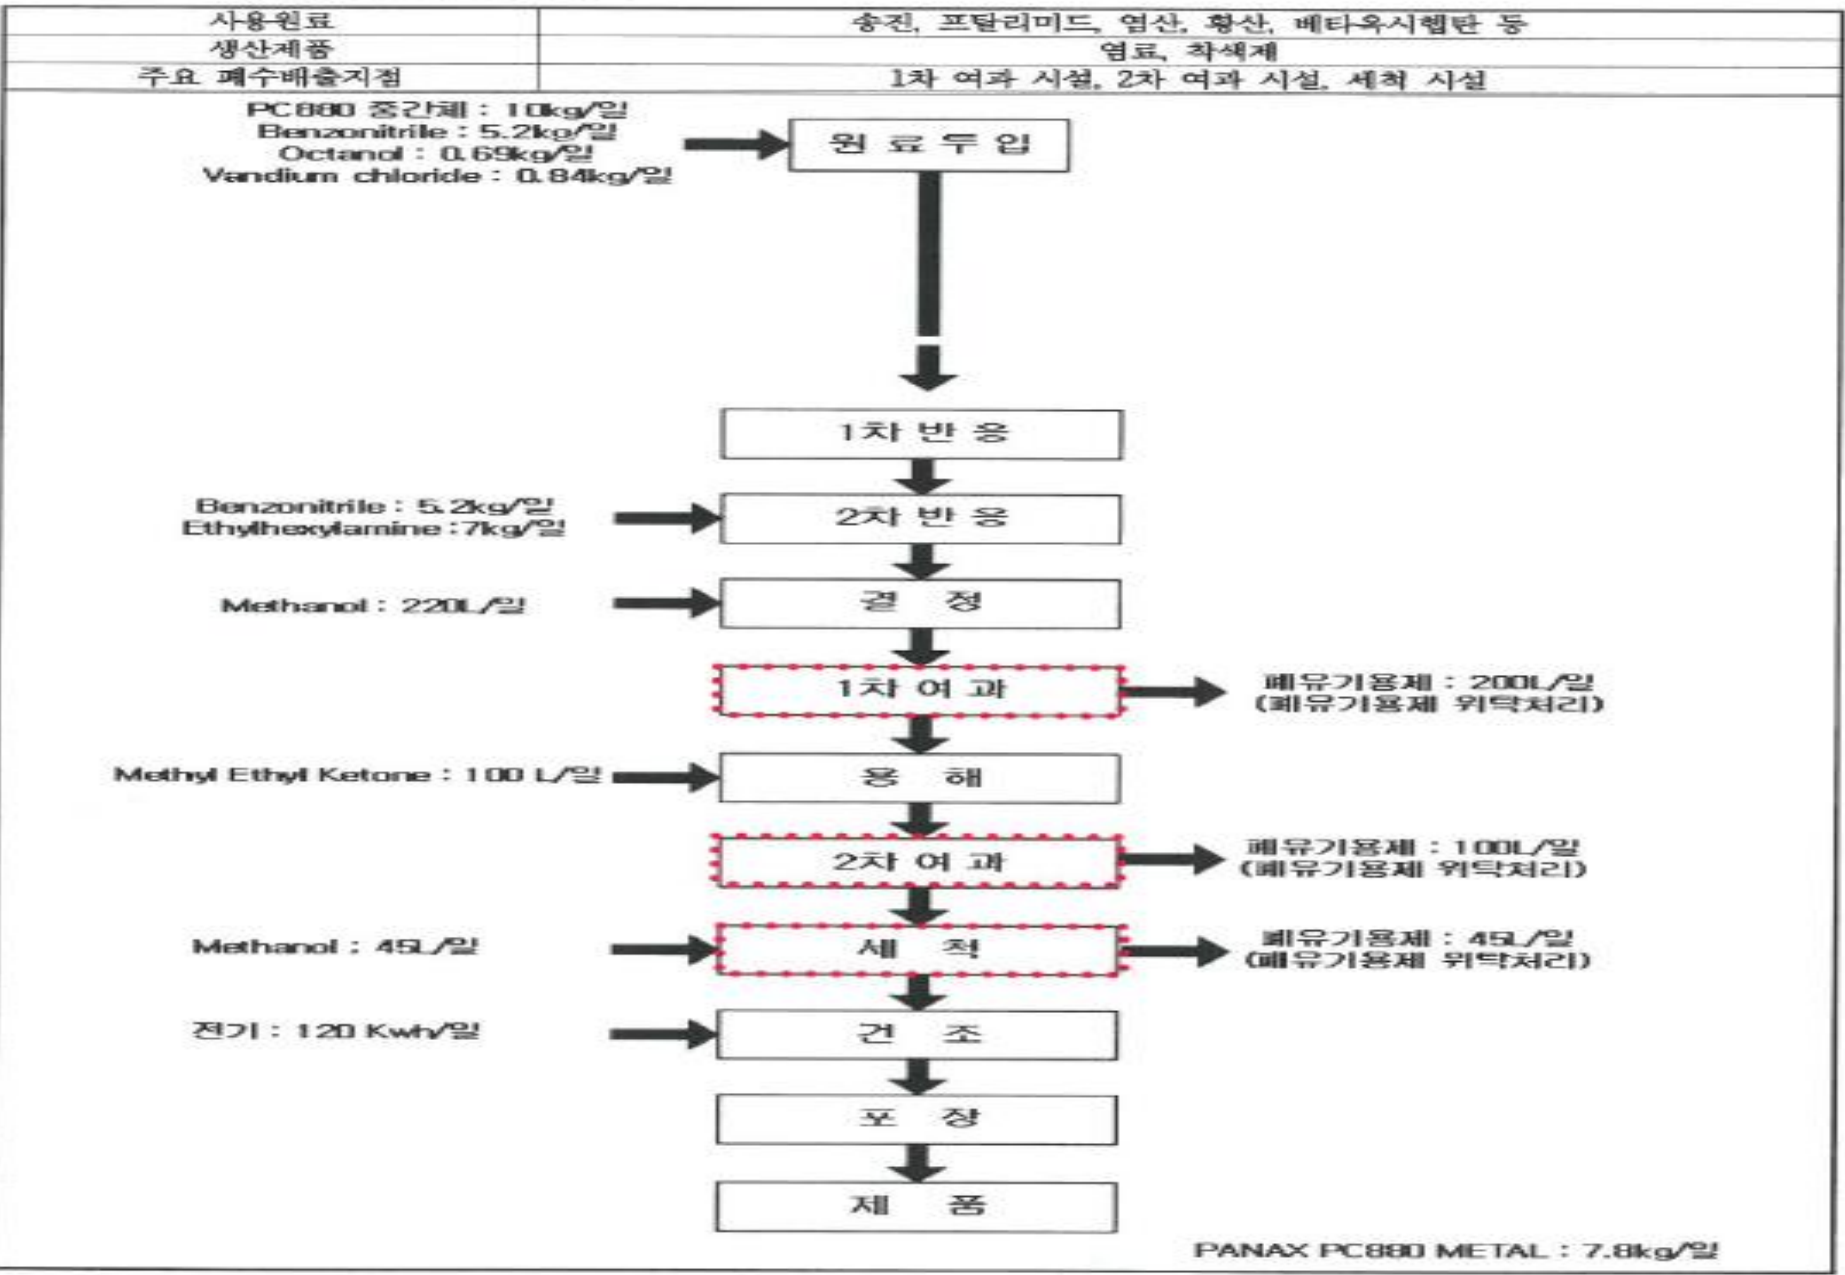 사용원료 송진, 프탈리미드, 염산, 황산, 베타옥시헵탄 등
생산제품 염료, 착색제
주요 폐수배출지점 1차 여과 시설, 2차 여과 시설, 세척 시설
PC880 중간체 : 10kg/일
Benzonitrile : 5.2kg/일
Octanol : 0.69kg/일
Vandium chloride : 0.84kg/일
원 료 투 입
1차 반 응
Benzonitrile : 5.2kg/일
Ethylhexylamine :7kg/일
2차 반 응
Methanol : 220L/일
결 정
1차 여 과
폐유기용제 : 200L/일
(폐유기용제 위탁처리)
Methyl Ethyl Ketone : 100 L/일
용 해
2차 여 과
폐유기용제 : 100L/일
(폐유기용제 위탁처리)
Methanol : 45L/일
세 척
폐유기용제 : 45L/일
(폐유기용제 위탁처리)
전기 : 120 Kwh/일
건 조
포 장
제 품
PANAX PC880 METAL : 7.8kg/일